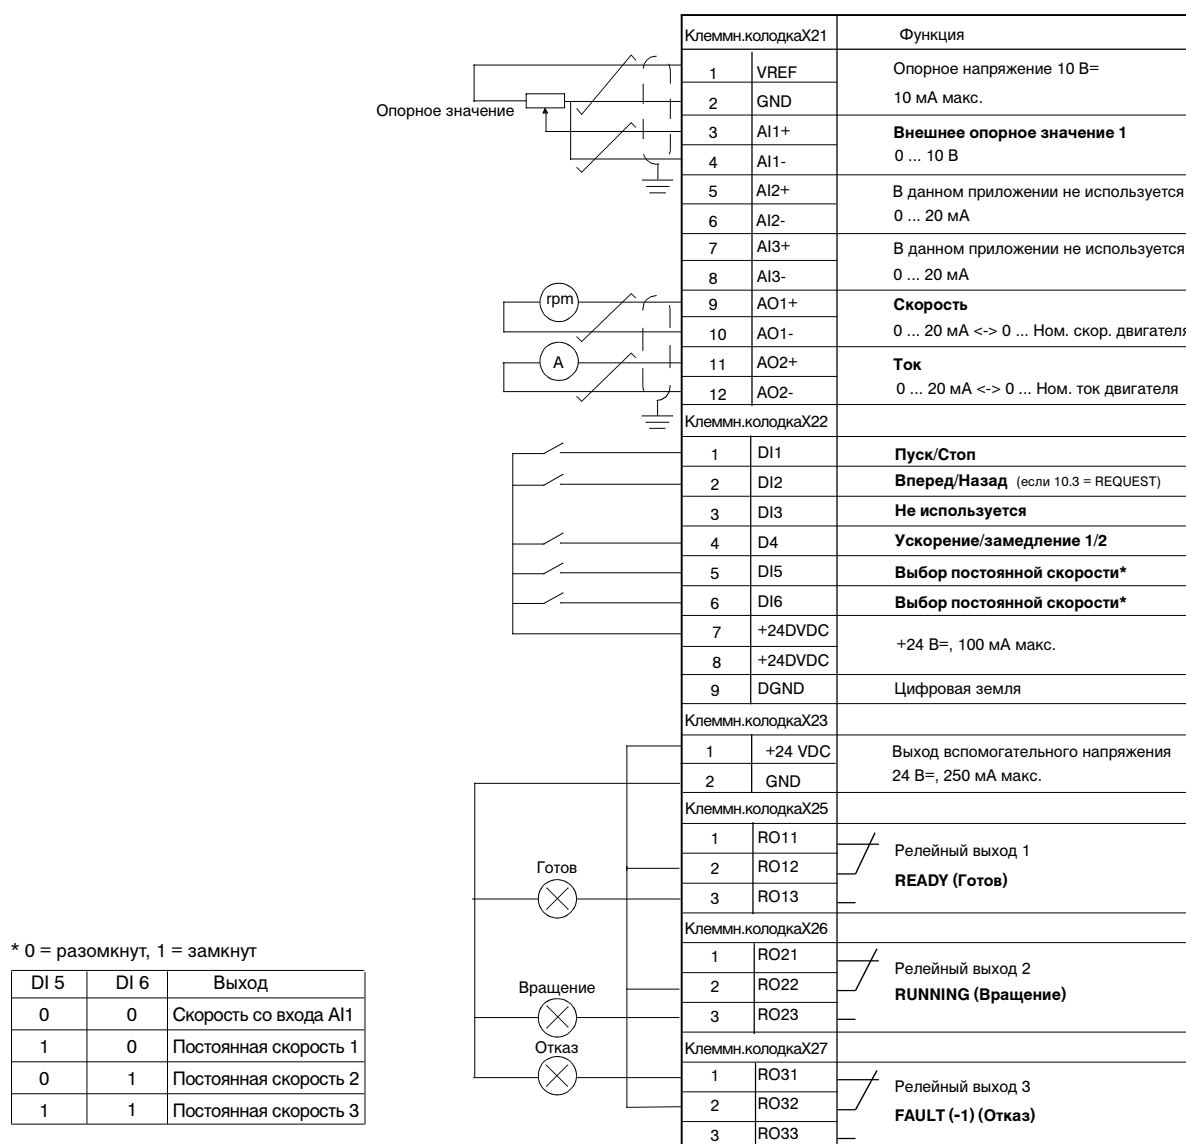 Клеммн.колодкаX21 Функция
1 VREF Опорное напряжение 10 В=
2 GND 10 мА макс.
Опорное значение
3 AI1+ Внешнее опорное значение 1
4 AI1- 0 ... 10 В
5 AI2+ В данном приложении не используется
6 AI2- 0 ... 20 мА
7 AI3+ В данном приложении не используется
8 AI3- 0 ... 20 мА
rpm
9 AO1+ Скорость
10 AO1- 0 ... 20 мА <-> 0 ... Ном. скор. двигателя
A
11 AO2+ Ток
12 AO2- 0 ... 20 мА <-> 0 ... Ном. ток двигателя
Клеммн.колодкаX22
1 DI1 Пуск/Стоп
2 DI2 Вперед/Назад (если 10.3 = REQUEST)
3 DI3 Не используется
4 D4 Ускорение/замедление 1/2
5 DI5 Выбор постоянной скорости*
6 DI6 Выбор постоянной скорости*
7 +24DVDC +24 В=, 100 мА макс.
8 +24DVDC
9 DGND Цифровая земля
Клеммн.колодкаX23
1 +24 VDC Выход вспомогательного напряжения
2 GND 24 В=, 250 мА макс.
Клеммн.колодкаX25
1 RO11 Релейный выход 1
Готов
2 RO12 READY (Готов)
3 RO13
Клеммн.колодкаX26
1 RO21 Релейный выход 2
Вращение
2 RO22 RUNNING (Вращение)
3 RO23
Отказ
Клеммн.колодкаX27
1 RO31 Релейный выход 3
2 RO32 FAULT (-1) (Отказ)
3 RO33
* 0 = разомкнут, 1 = замкнут
DI 5 DI 6 Выход
0 0 Скорость со входа AI1
1 0 Постоянная скорость 1
0 1 Постоянная скорость 2
1 1 Постоянная скорость 3